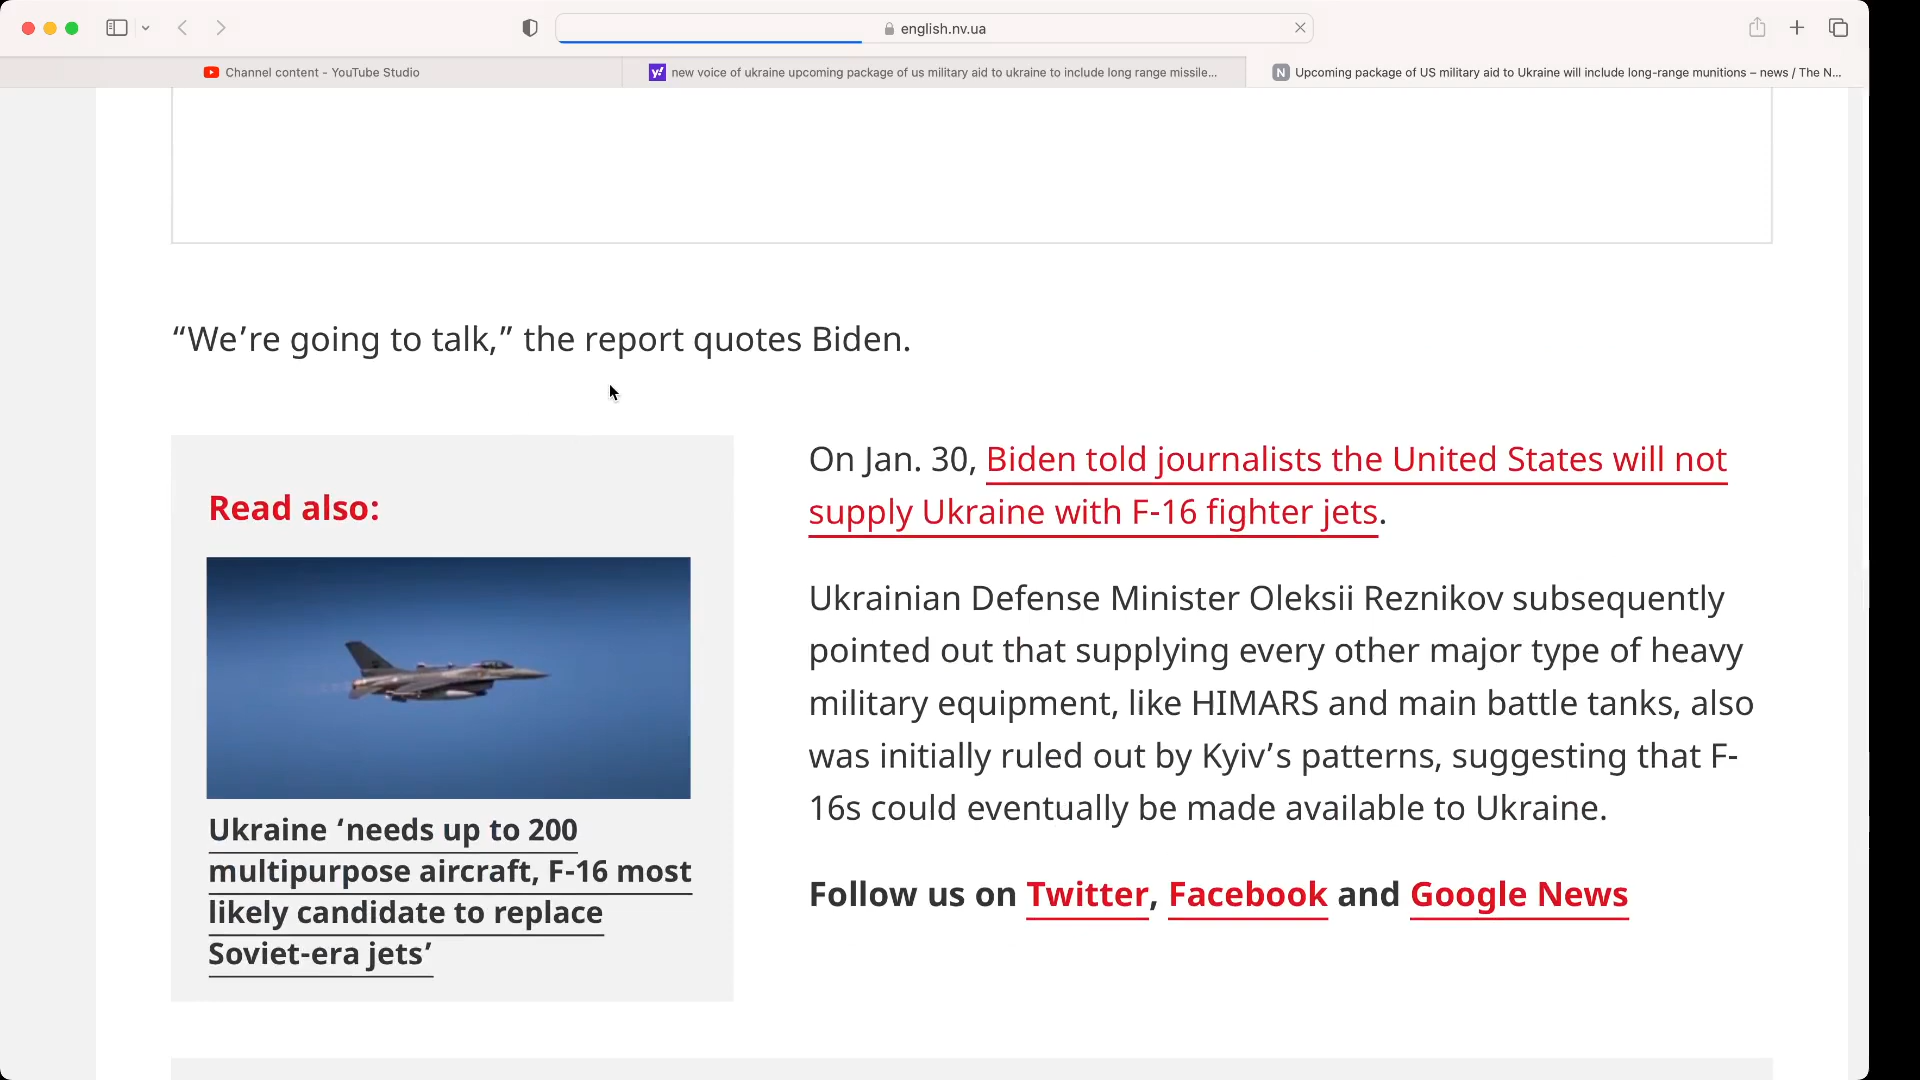 english.nv.ua
Channel content - YouTube Studio
new voice of ukraine upcoming package of us military aid to ukraine to include long range missile...
Upcoming package of US military aid to Ukraine will include long-range munitions – news / The N...
“We’re going to talk,” the report quotes Biden.
Read also:
Ukraine ‘needs up to 200
multipurpose aircraft, F-16 most
likely candidate to replace
Soviet-era jets’
On Jan. 30, Biden told journalists the United States will not
supply Ukraine with F-16 fighter jets.
Ukrainian Defense Minister Oleksii Reznikov subsequently
pointed out that supplying every other major type of heavy
military equipment, like HIMARS and main battle tanks, also
was initially ruled out by Kyiv’s patterns, suggesting that F-
16s could eventually be made available to Ukraine.
Follow us on Twitter, Facebook and Google News